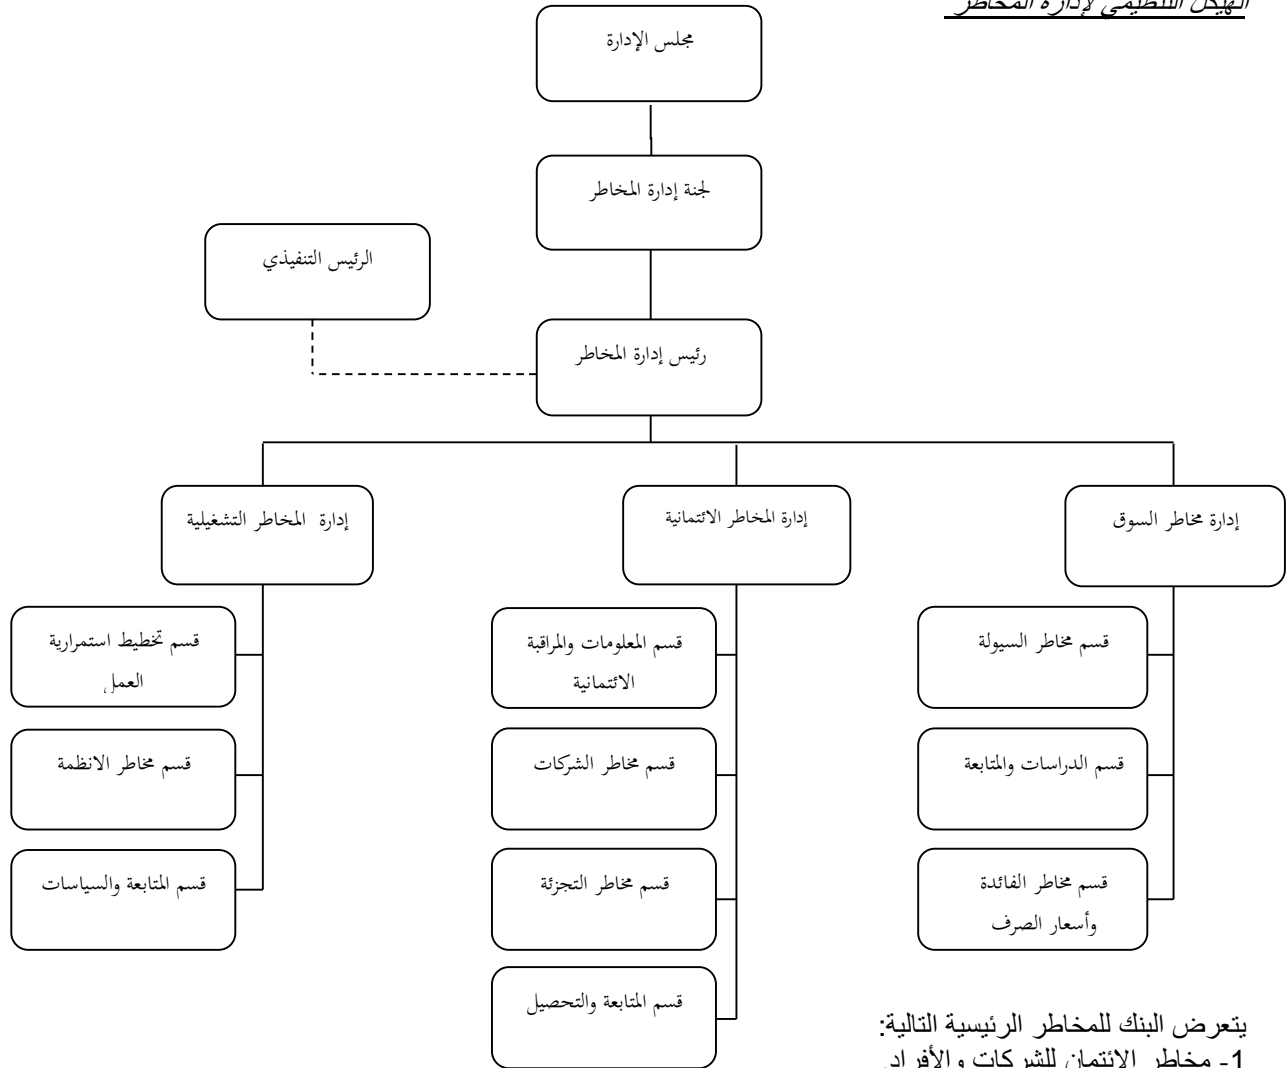 الهيكل التنظيمي لإدارة المخاطر
مجلس الإدارة
لجنة إدارة المخاطر
الرئيس التنفيذي
رئيس إدارة المخاطر
إدارة مخاطر السوق
إدارة المخاطر الائتمانية
إدارة المخاطر التشغيلية
قسم مخاطر السيولة
قسم الدراسات والمتابعة
قسم مخاطر الفائدة
وأسعار الصرف
قسم المعلومات والمراقبة
الائتمانية
قسم مخاطر الشركات
قسم مخاطر التجزئة
قسم المتابعة والتحصيل
قسم تخطيط استمرارية
العمل
قسم مخاطر الانظمة
قسم المتابعة والسياسات
يتعرض البنك للمخاطر الرئيسية التالية:
1- مخاطر الائتمان للشركات والأفراد.